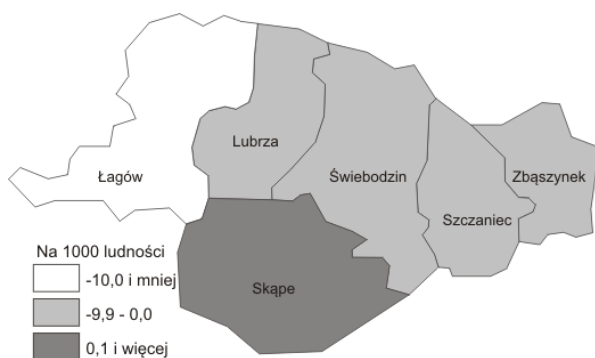 Lubrza
Łagów
Świebodzin
Zbąszynek
Szczaniec
Skąpe
Na 1000 ludności
-10,0 i mniej
-9,9 - 0,0
0,1 i więcej